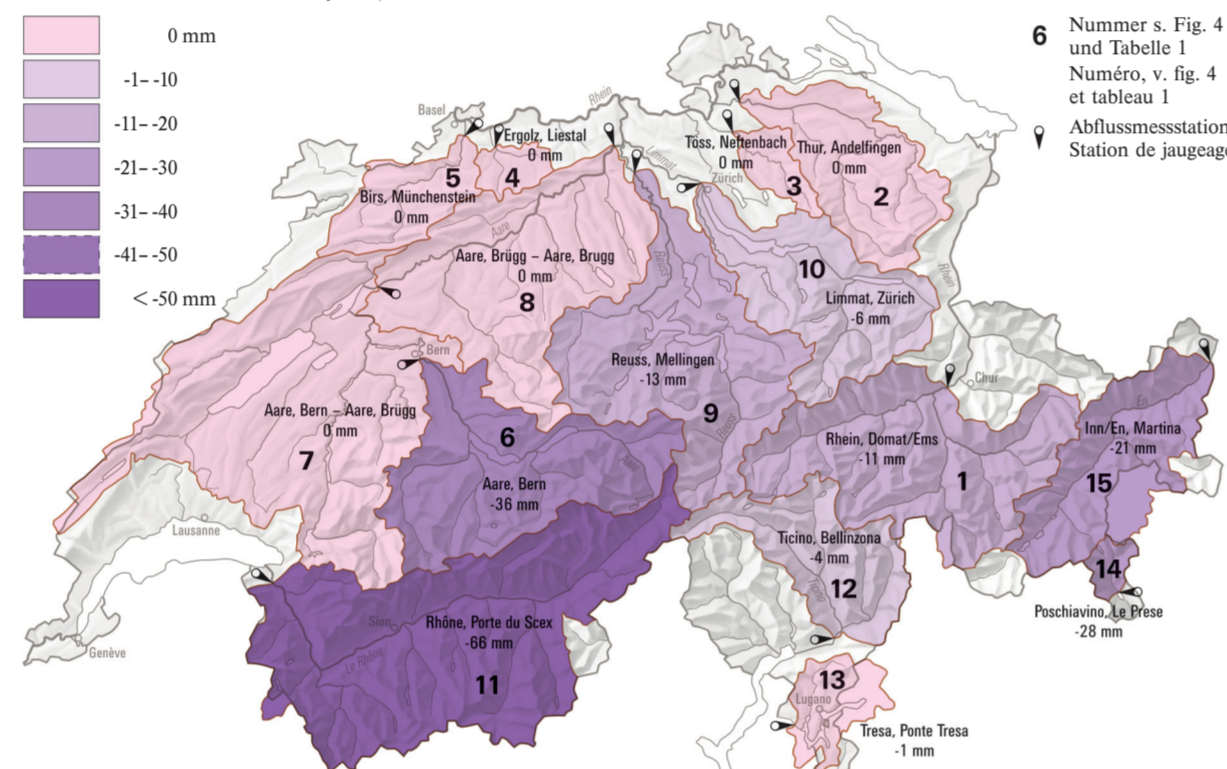 0 mm
-1– -10
-11– -20
-21– -30
-31– -40
-41– -50
< -50 mm
6
Nummer s. Fig. 4
und Tabelle 1
Numéro, v. fig. 4
et tableau 1
Abflussmessstation
Station de jaugeage
Basel
Rhein
Ergolz, Liestal
0 mm
Limmat
Töss, Neftenbach
0 mm
Thur, Andelfingen
0 mm
Zürich
5
4
3
2
Birs, Münchenstein
0 mm
Aare
Aare, Brügg – Aare, Brugg
0 mm
8
Reuss
10
Rhein
Limmat, Zürich
-6 mm
Bern
Reuss, Mellingen
-13 mm
9
Reuss
Chur
Aare, Bern – Aare, Brügg
0 mm
7
6
Aare
Aare, Bern
-36 mm
Rhein, Domat/Ems
-11 mm
1
En
Inn/En, Martina
-21 mm
15
Lausanne
Ticino, Bellinzona
-4 mm
Ticino
12
14
Poschiavino, Le Prese
-28 mm
Sion
Rhône, Porte du Scex
-66 mm
Le Rhône
11
Genève
13
Lugano
Tresa, Ponte Tresa
-1 mm